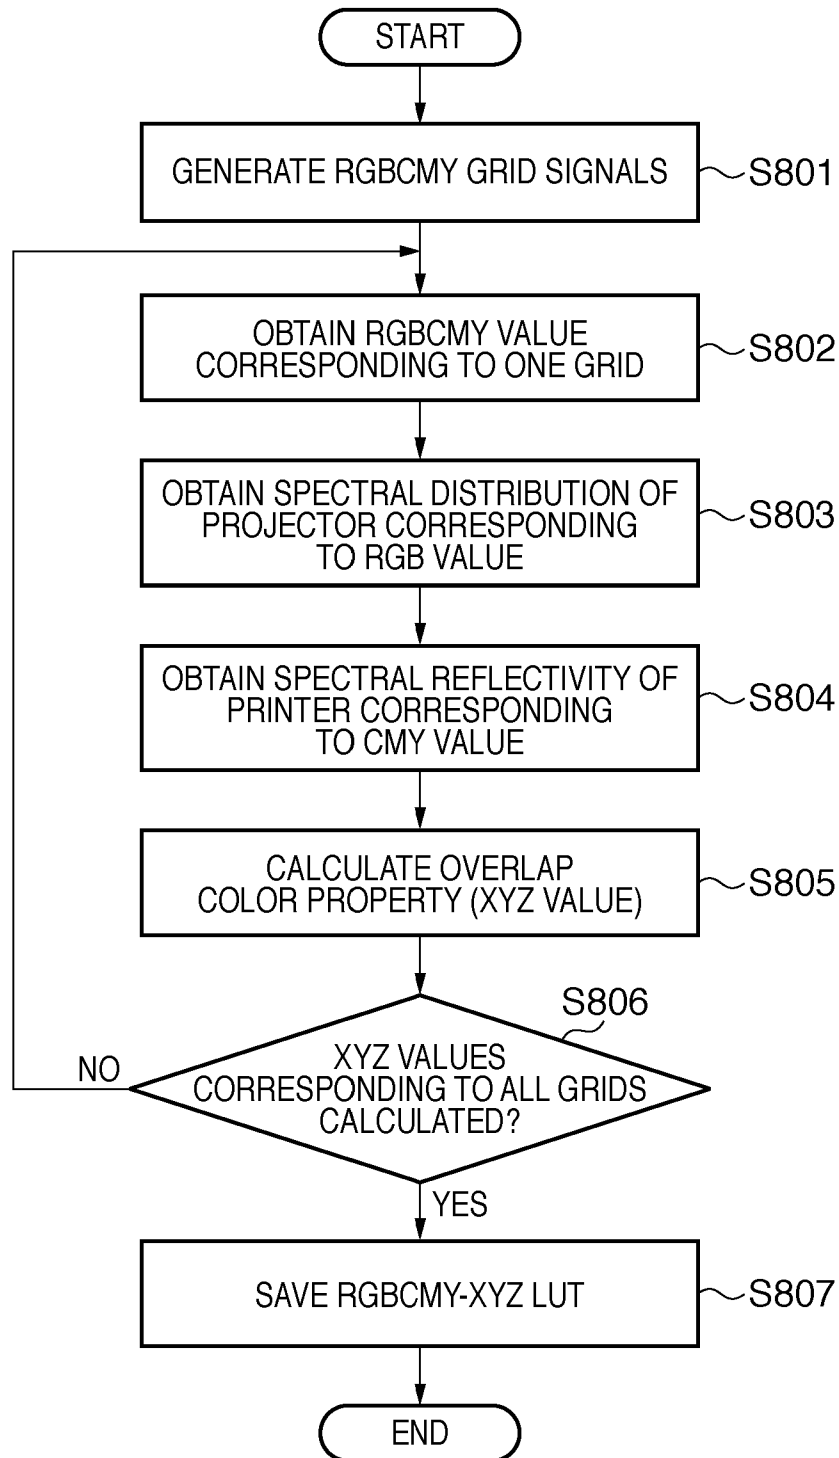 START
GENERATE RGBCMY GRID SIGNALS
S801
OBTAIN RGBCMY VALUE
CORRESPONDING TO ONE GRID
S802
OBTAIN SPECTRAL DISTRIBUTION OF
PROJECTOR CORRESPONDING
TO RGB VALUE
S803
OBTAIN SPECTRAL REFLECTIVITY OF
PRINTER CORRESPONDING
TO CMY VALUE
S804
CALCULATE OVERLAP
COLOR PROPERTY (XYZ VALUE)
S805
S806
XYZ VALUES
CORRESPONDING TO ALL GRIDS
CALCULATED?
NO
YES
SAVE RGBCMY-XYZ LUT
S807
END